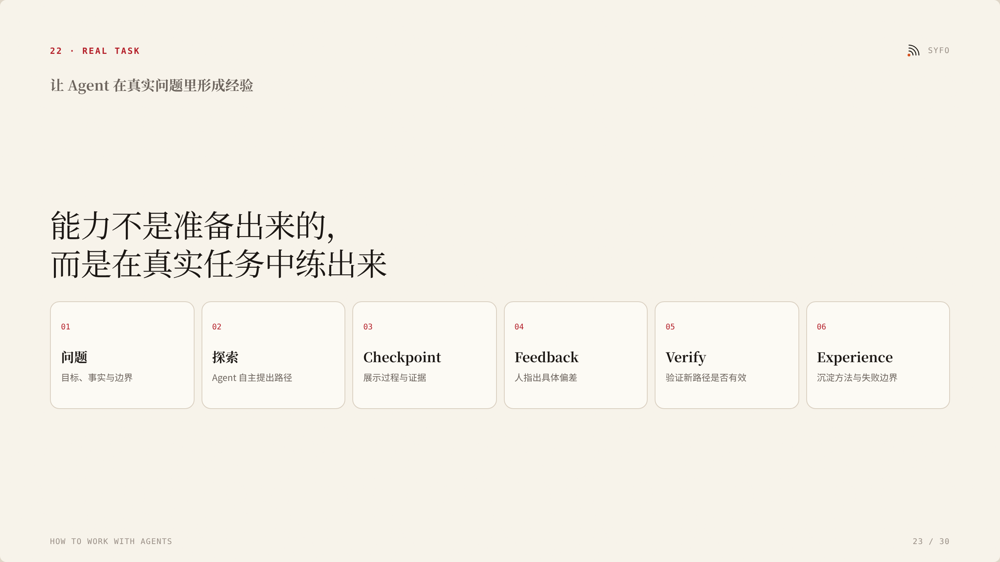 22 · REAL TASK
SYFO
让 Agent 在真实问题里形成经验
能力不是准备出来的,
而是在真实任务中练出来
01
问题
目标、事实与边界
02
探索
Agent 自主提出路径
03
Checkpoint
展示过程与证据
04
Feedback
人指出具体偏差
05
Verify
验证新路径是否有效
06
Experience
沉淀方法与失败边界
HOW TO WORK WITH AGENTS
23 / 30